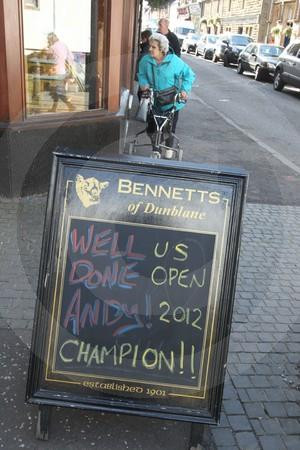 BENNETTS
of Dunblane
WELL US
DONE OPEN
ANDY! 2012
CHAMPION!!
ESTABLISHED 1901